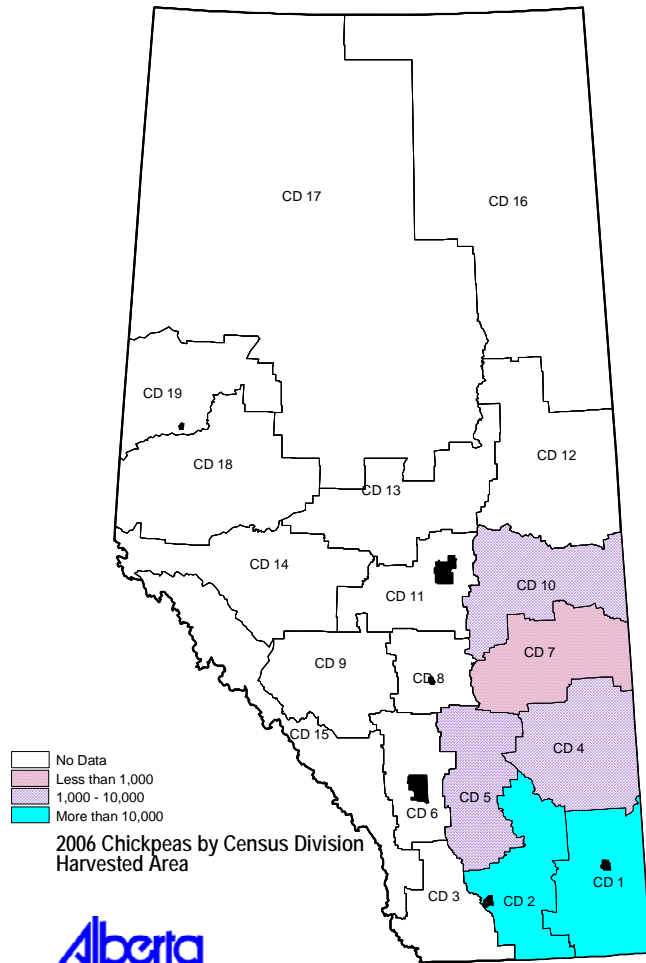 CD 17
CD 16
CD 19
CD 12
CD 18
CD 13
CD 14
CD 10
CD 11
CD 7
CD 9
CD 8
CD 15
CD 4
No Data
Less than 1,000
1,000 - 10,000
More than 10,000
CD 5
CD 6
2006 Chickpeas by Census Division
Harvested Area
CD 3
CD 2
CD 1
Alberta